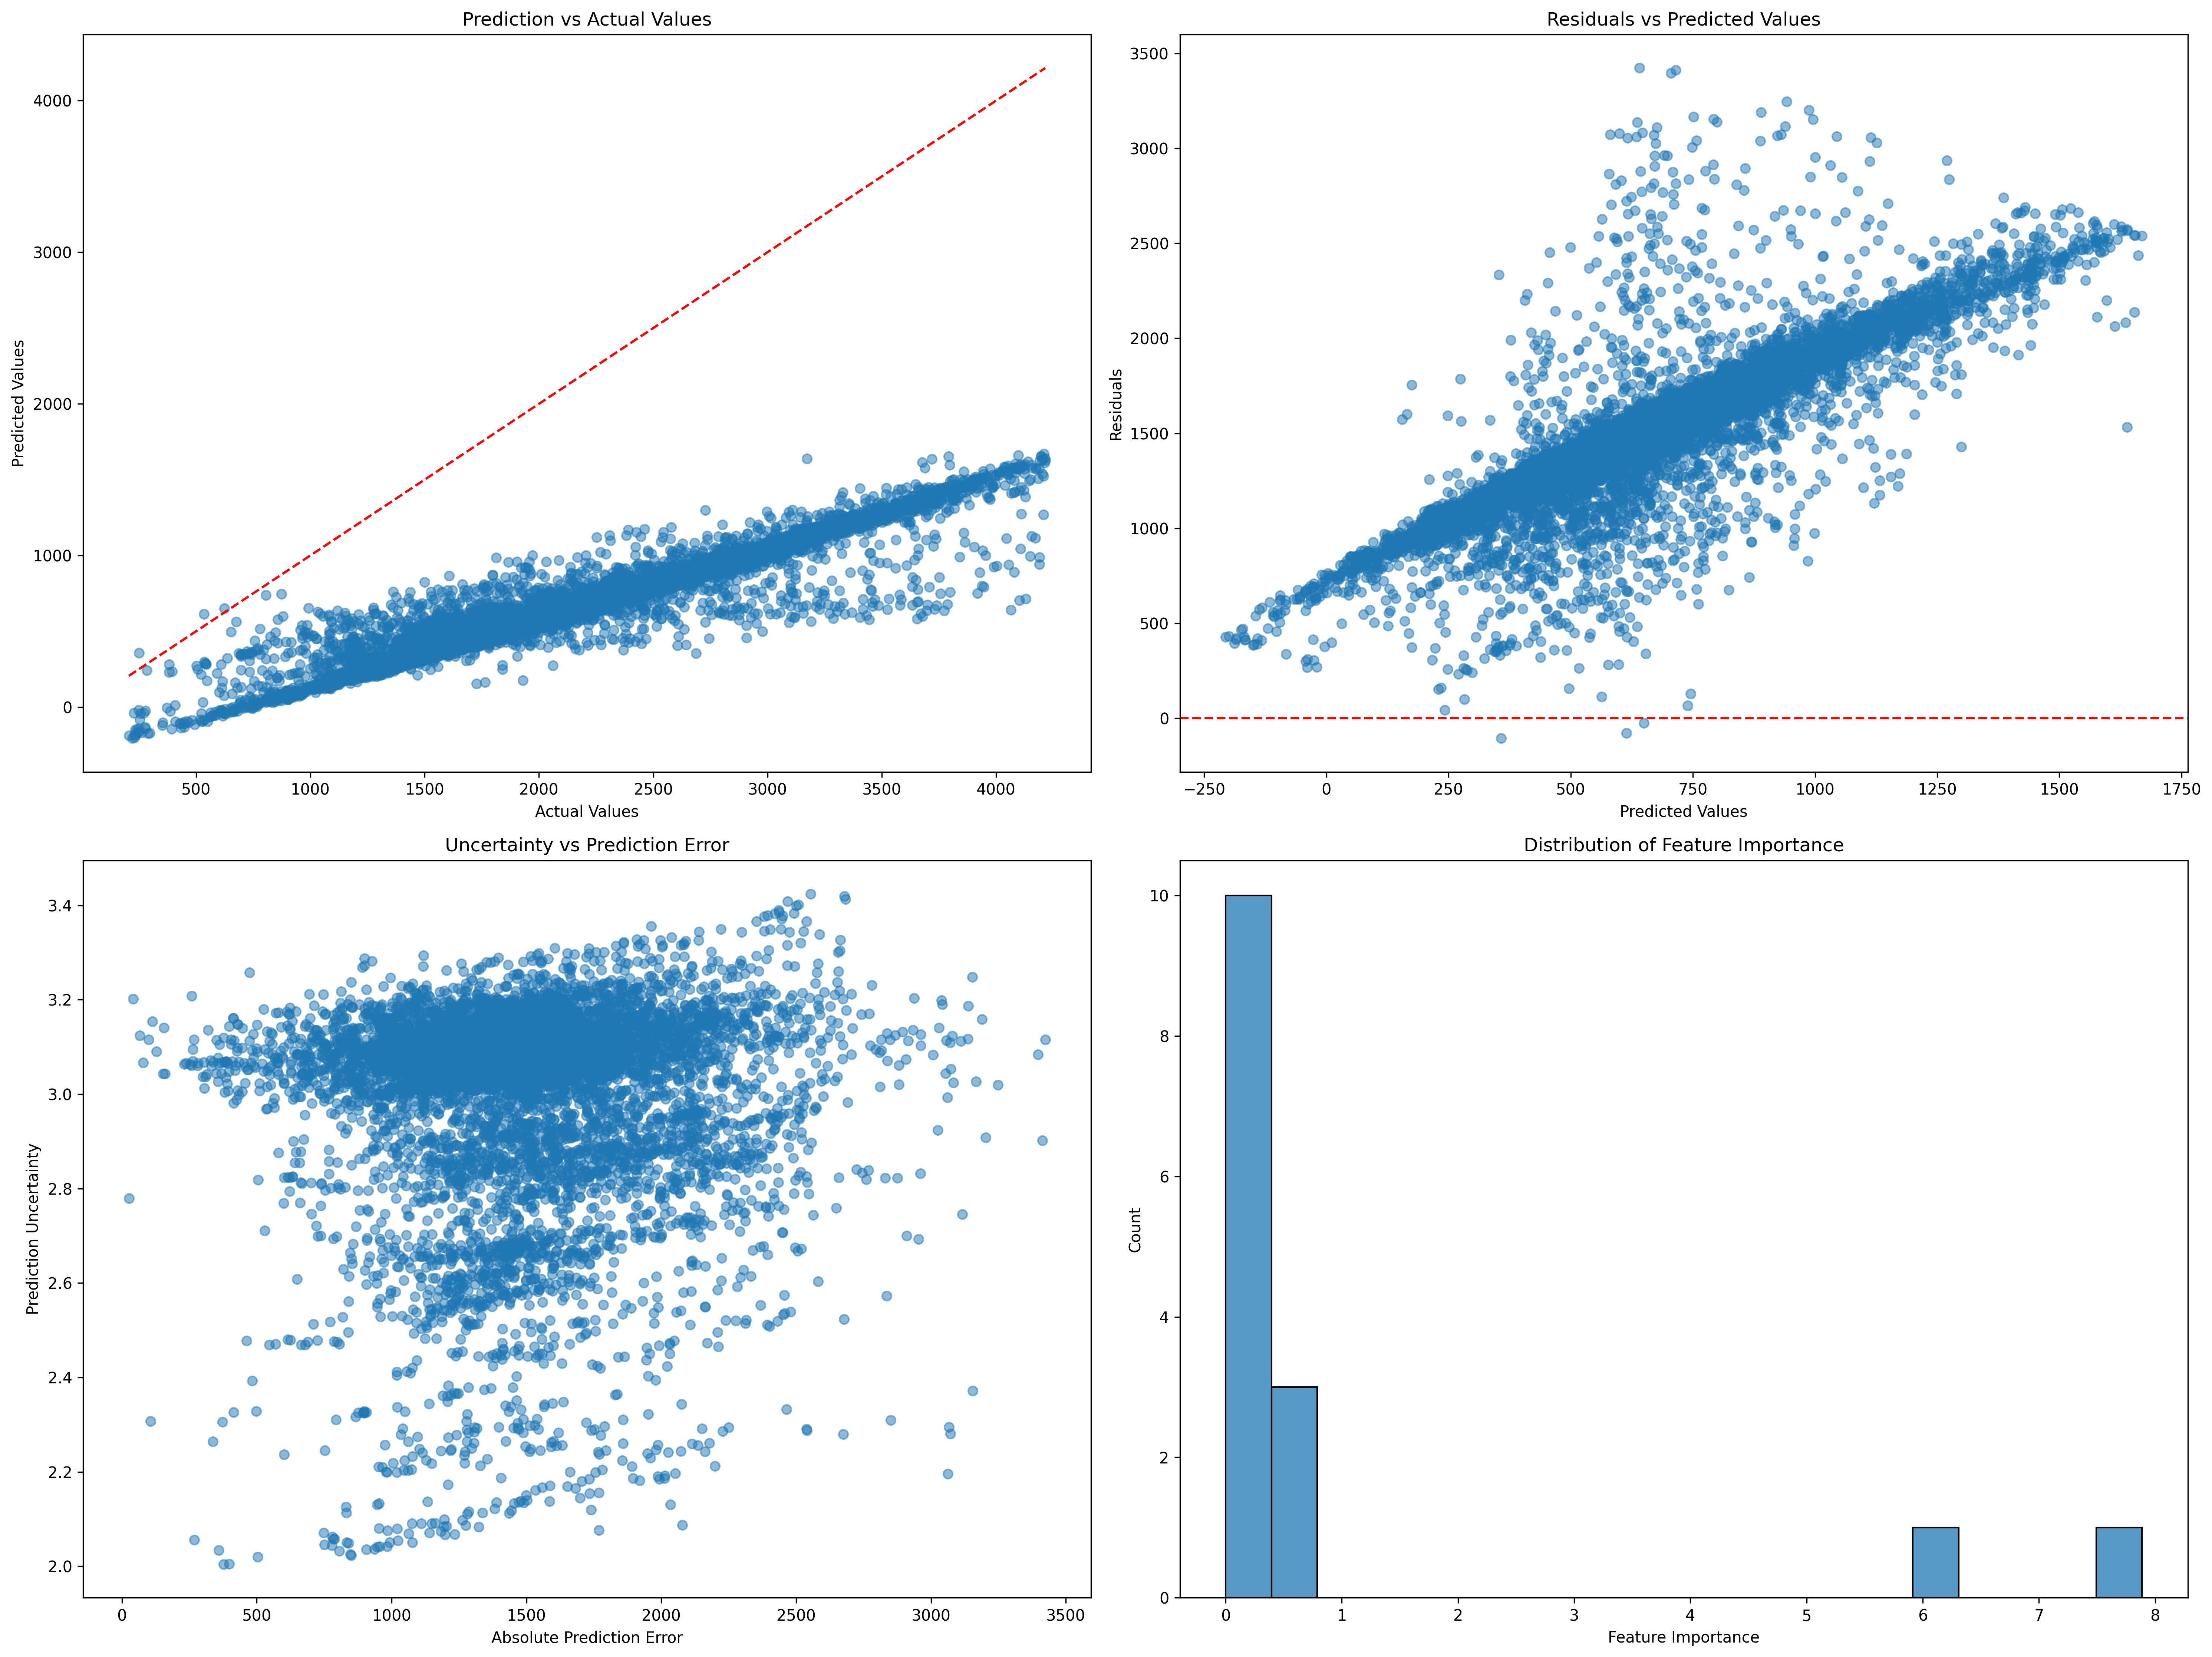 Prediction vs Actual Values
Predicted Values
4000
3000
2000
1000
0
500 1000 1500 2000 2500 3000 3500 4000
Actual Values
Residuals vs Predicted Values
Residuals
3500
3000
2500
2000
1500
1000
500
0
−250 0 250 500 750 1000 1250 1500 1750
Predicted Values
Uncertainty vs Prediction Error
Prediction Uncertainty
3.4
3.2
3.0
2.8
2.6
2.4
2.2
2.0
0 500 1000 1500 2000 2500 3000 3500
Absolute Prediction Error
Distribution of Feature Importance
Count
10
8
6
4
2
0
0 1 2 3 4 5 6 7 8
Feature Importance